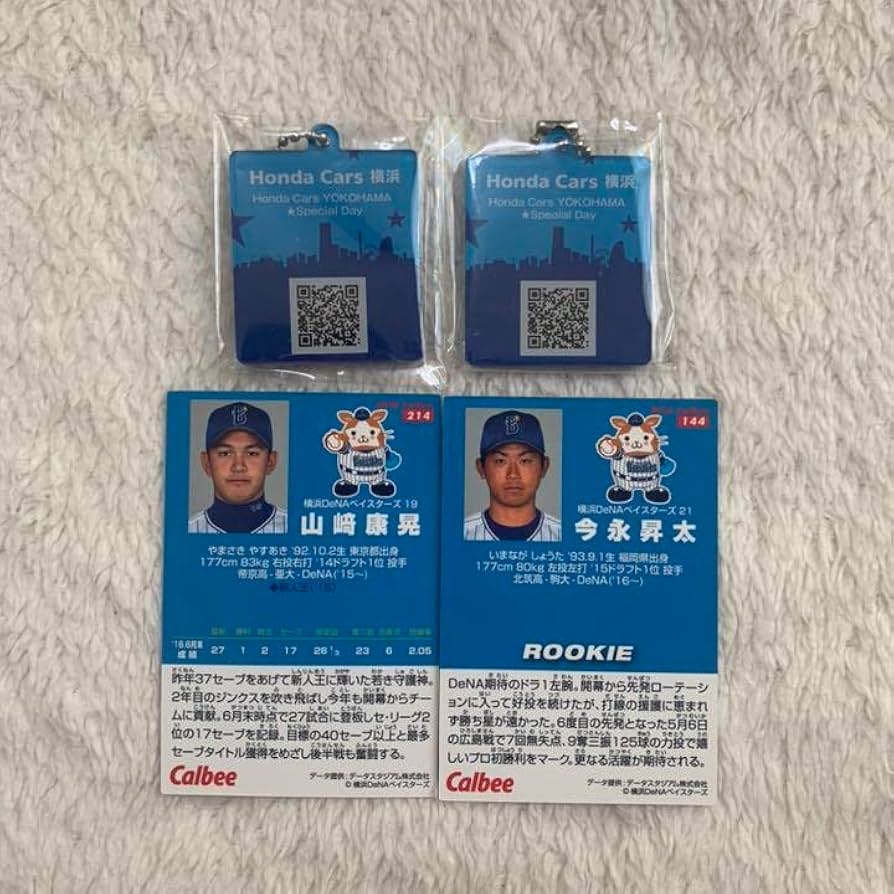 Honda Cars 横浜
Honda Cars YOKOHAMA
★Special Day
Honda Cars 横浜
Honda Cars YOKOHAMA
★Special Day
214
横浜DeNAベイスターズ 19
山﨑康晃
やまさき やすあき '92.10.2生 東京都出身
177cm 83kg 右投右打 '14ドラフト1位 投手
帝京高-亜大-DeNA('15〜)
◆新人王('15)
'16.6月末
成績 27 1 2 17 26 1/3 23 6 2.05
昨年37セーブをあげて新人王に輝いた若き守護神。
2年目のジンクスを吹き飛ばし今年も開幕からチー
ムに貢献。6月末時点で27試合に登板しセ・リーグ2
位の17セーブを記録。目標の40セーブ以上と最多
セーブタイトル獲得をめざし後半戦も奮闘する。
Calbee
データ提供:データスタジアム株式会社
© 横浜DeNAベイスターズ
144
横浜DeNAベイスターズ 21
今永昇太
いまなが しょうた '93.9.1生 福岡県出身
177cm 80kg 左投左打 '15ドラフト1位 投手
北筑高-駒大-DeNA('16〜)
ROOKIE
DeNA期待のドラ1左腕。開幕から先発ローテーシ
ョンに入って好投を続けたが、打線の援護に恵まれ
ず勝ち星が遠かった。6度目の先発となった5月6日
の広島戦で7回無失点、9奪三振125球の力投で嬉
しいプロ初勝利をマーク。更なる活躍が期待される。
Calbee
データ提供:データスタジアム株式会社
© 横浜DeNAベイスターズ